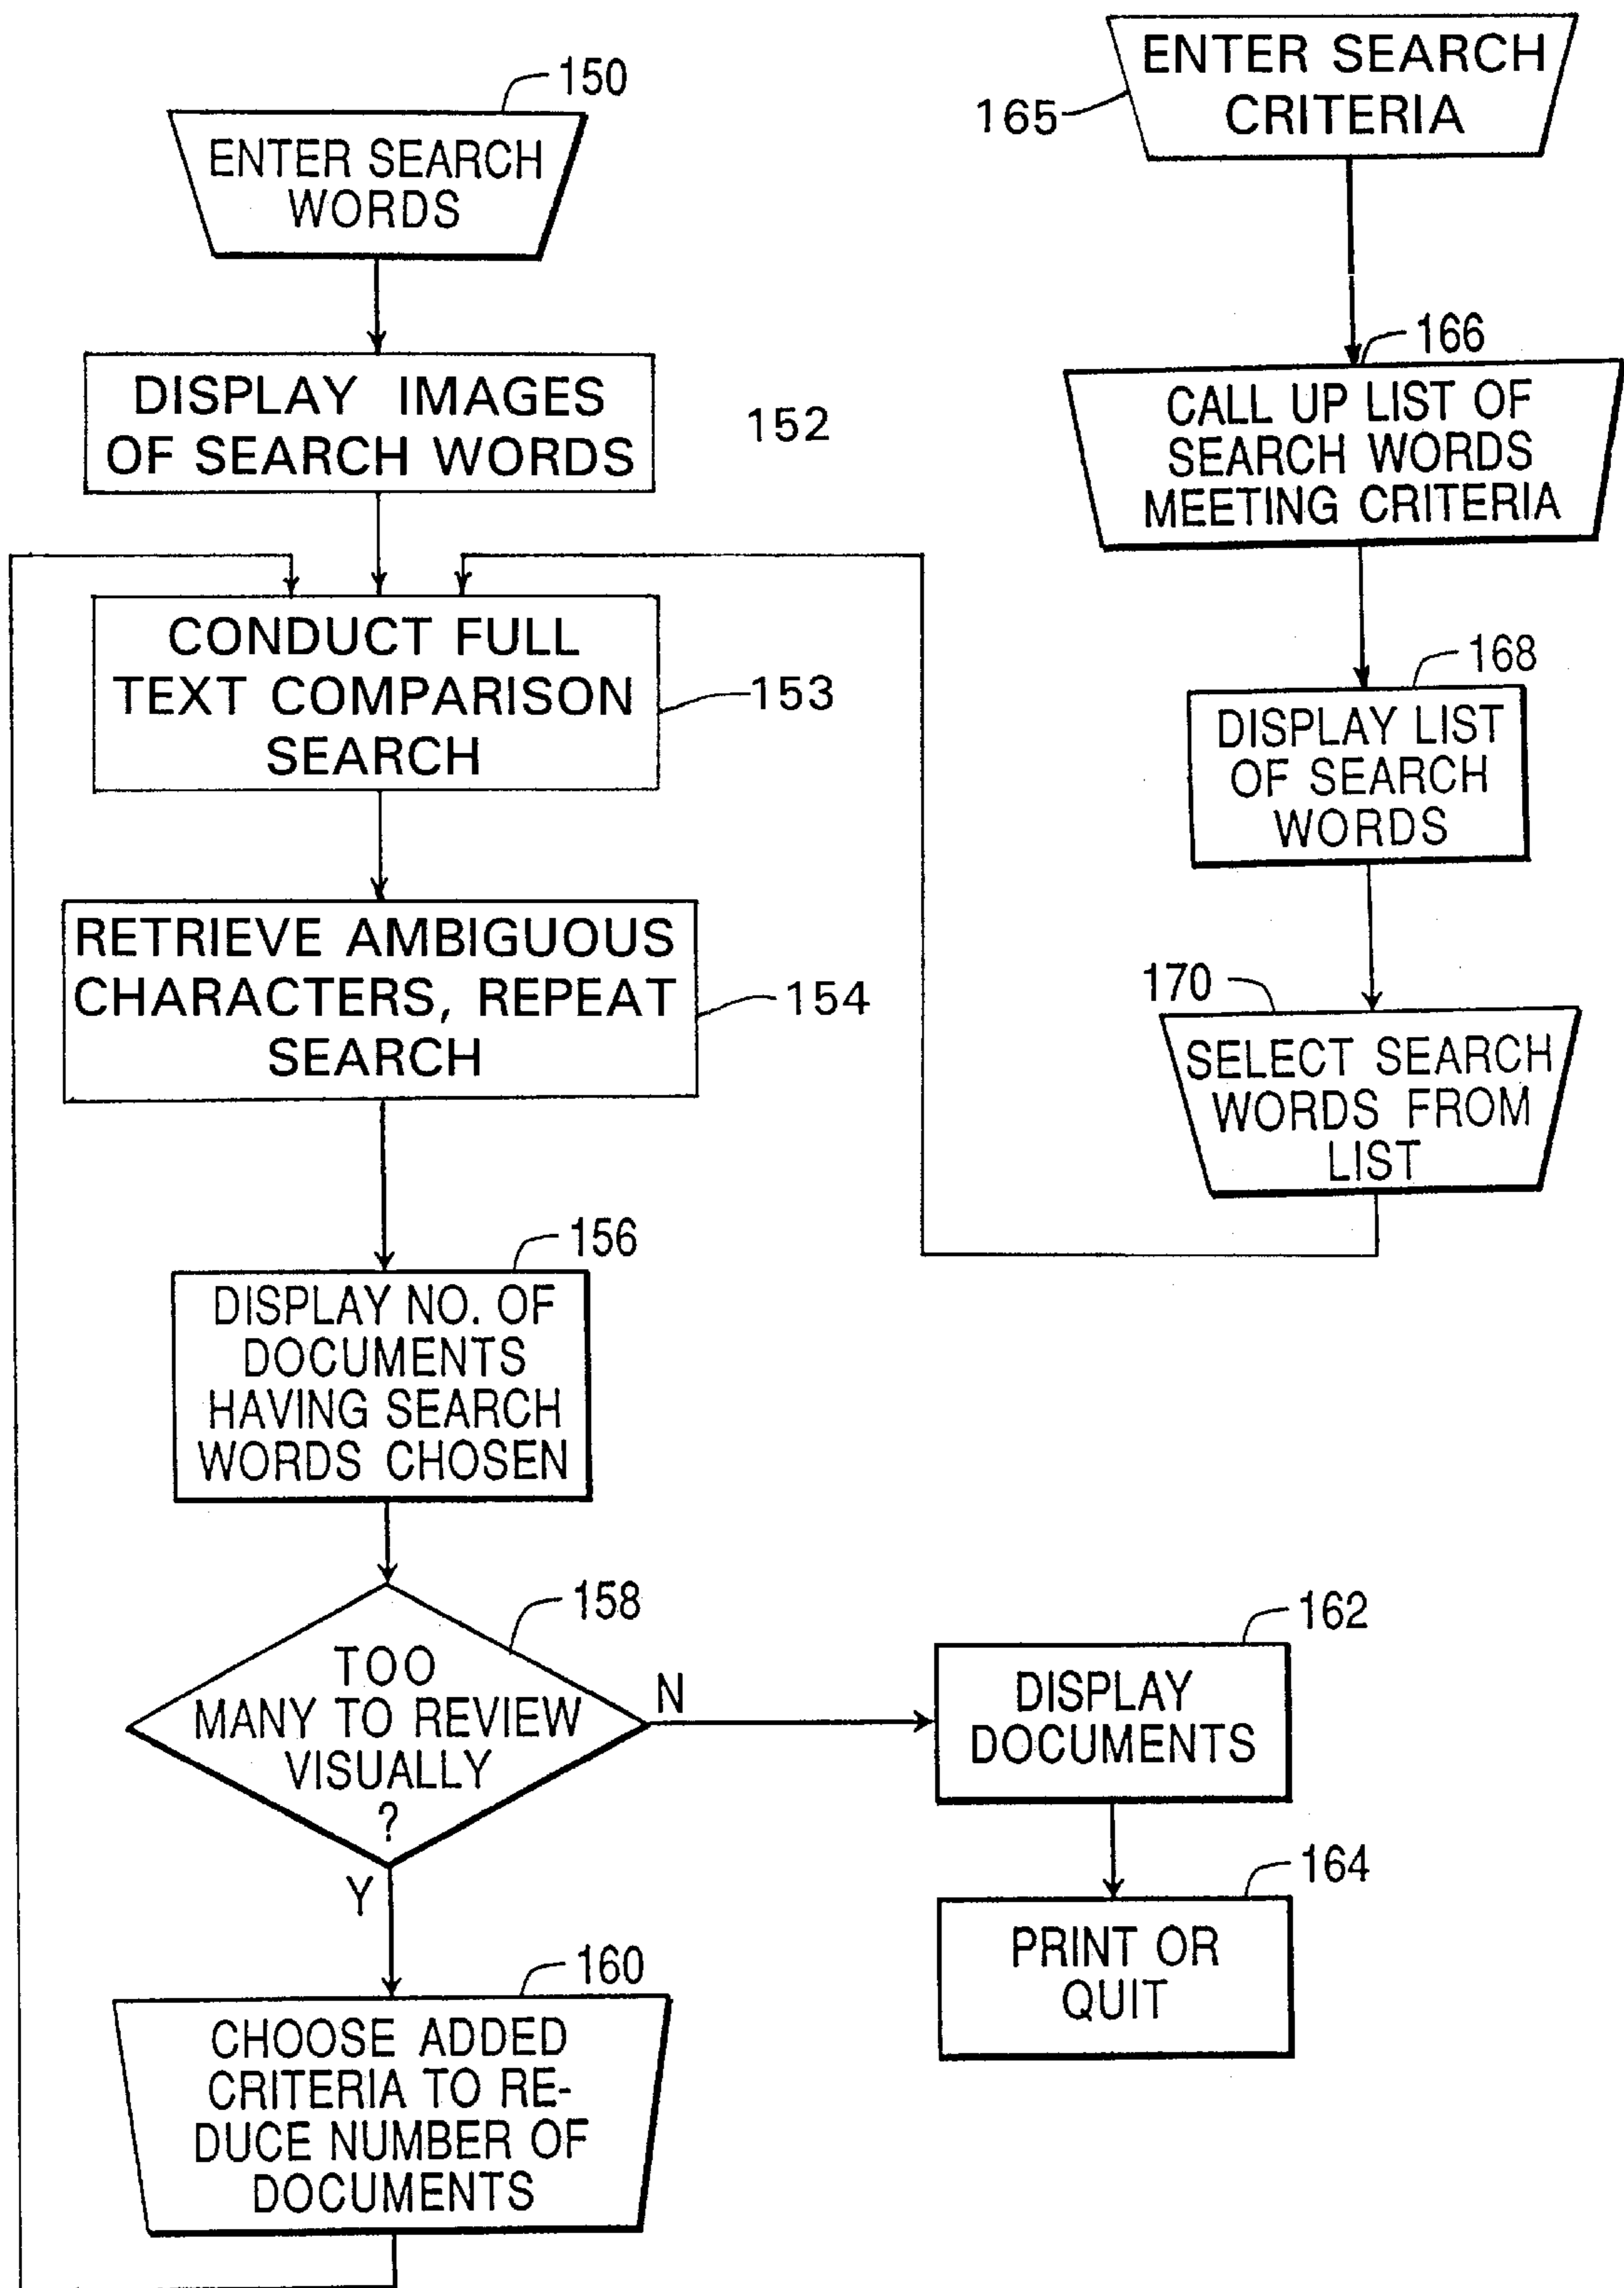 150
ENTER SEARCH
WORDS
DISPLAY IMAGES
OF SEARCH WORDS
152
CONDUCT FULL
TEXT COMPARISON
SEARCH
153
RETRIEVE AMBIGUOUS
CHARACTERS, REPEAT
SEARCH
154
156
DISPLAY NO. OF
DOCUMENTS
HAVING SEARCH
WORDS CHOSEN
158
TOO
MANY TO REVIEW
VISUALLY
?
N
Y
160
CHOOSE ADDED
CRITERIA TO RE-
DUCE NUMBER OF
DOCUMENTS
162
DISPLAY
DOCUMENTS
164
PRINT OR
QUIT
ENTER SEARCH
CRITERIA
165
166
CALL UP LIST OF
SEARCH WORDS
MEETING CRITERIA
168
DISPLAY LIST
OF SEARCH
WORDS
170
SELECT SEARCH
WORDS FROM
LIST